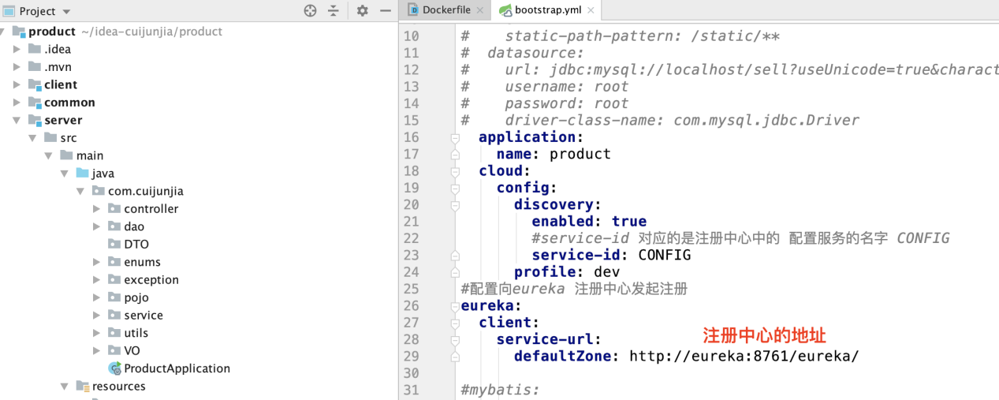 Project
Dockerfile
bootstrap.yml
product ~/idea-cuijunjia/product
.idea
.mvn
client
common
server
src
main
java
com.cuijunjia
controller
dao
DTO
enums
exception
pojo
service
utils
VO
ProductApplication
resources
10 #    static-path-pattern: /static/**
11 #  datasource:
12 #    url: jdbc:mysql://localhost/sell?useUnicode=true&charact
13 #    username: root
14 #    password: root
15 #    driver-class-name: com.mysql.jdbc.Driver
16   application:
17     name: product
18   cloud:
19     config:
20       discovery:
21         enabled: true
22         #service-id 对应的是注册中心中的 配置服务的名字 CONFIG
23         service-id: CONFIG
24       profile: dev
25 #配置向eureka 注册中心发起注册
26 eureka:
27   client:
注册中心的地址
28     service-url:
29       defaultZone: http://eureka:8761/eureka/
30
31 #mybatis: